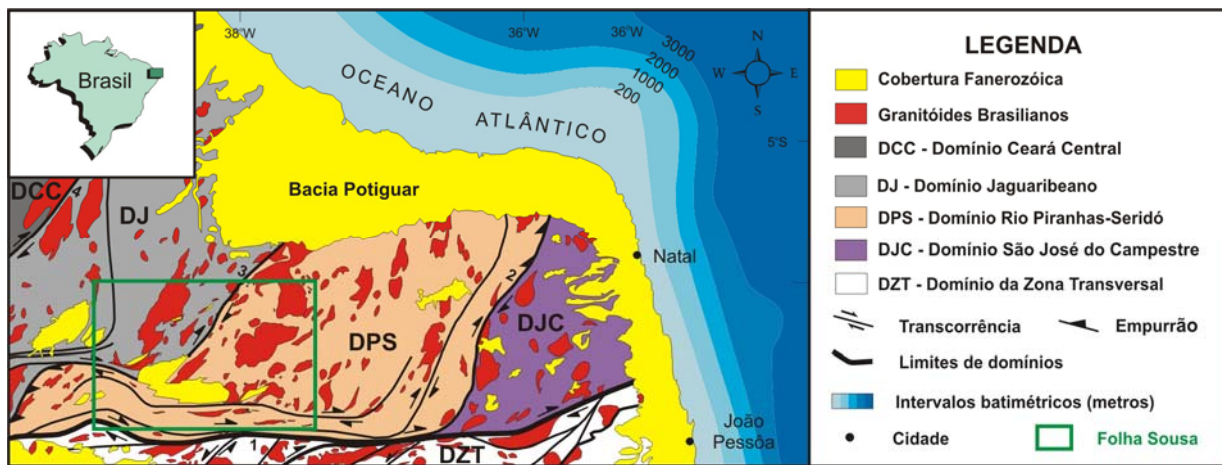 Brasil
38°W
36°W
36°W
3000
2000
1000
200
N
W
E
S
OCEANO ATLÂNTICO
5°S
Bacia Potiguar
DCC
4
DJ
3
2
Natal
DJC
DPS
1
DZT
João
Pessôa
LEGENDA
Cobertura Fanerozóica
Granitóides Brasilianos
DCC - Domínio Ceará Central
DJ - Domínio Jaguaribeano
DPS - Domínio Rio Piranhas-Seridó
DJC - Domínio São José do Campestre
DZT - Domínio da Zona Transversal
Transcorrência
Empurrão
Limites de domínios
Intervalos batimétricos (metros)
Cidade
Folha Sousa